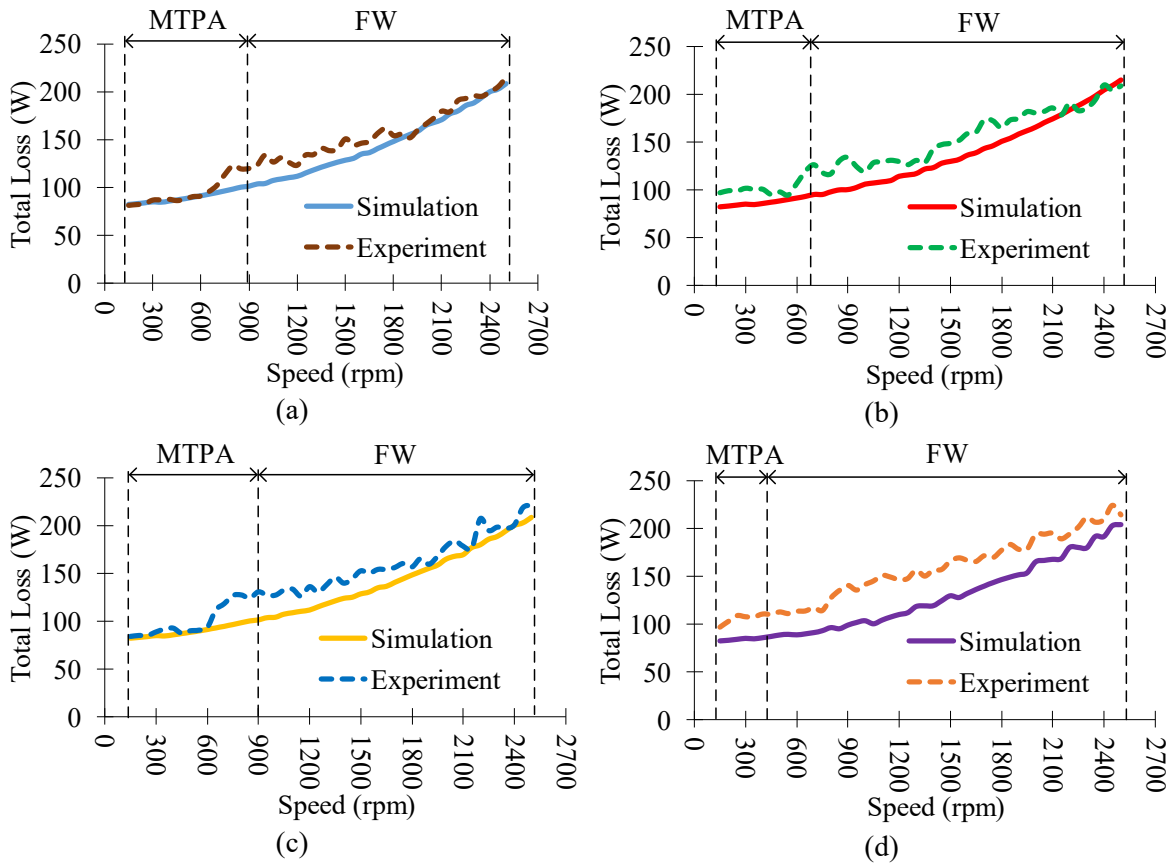 MTPA FW
250
200
150
100
50
0
Total Loss (W)
Simulation
Experiment
0 300 600 900 1200 1500 1800 2100 2400 2700
Speed (rpm)
(a)
MTPA FW
250
200
150
100
50
0
Total Loss (W)
Simulation
Experiment
0 300 600 900 1200 1500 1800 2100 2400 2700
Speed (rpm)
(b)
MTPA FW
250
200
150
100
50
0
Total Loss (W)
Simulation
Experiment
0 300 600 900 1200 1500 1800 2100 2400 2700
Speed (rpm)
(c)
MTPA FW
250
200
150
100
50
0
Total Loss (W)
Simulation
Experiment
0 300 600 900 1200 1500 1800 2100 2400 2700
Speed (rpm)
(d)